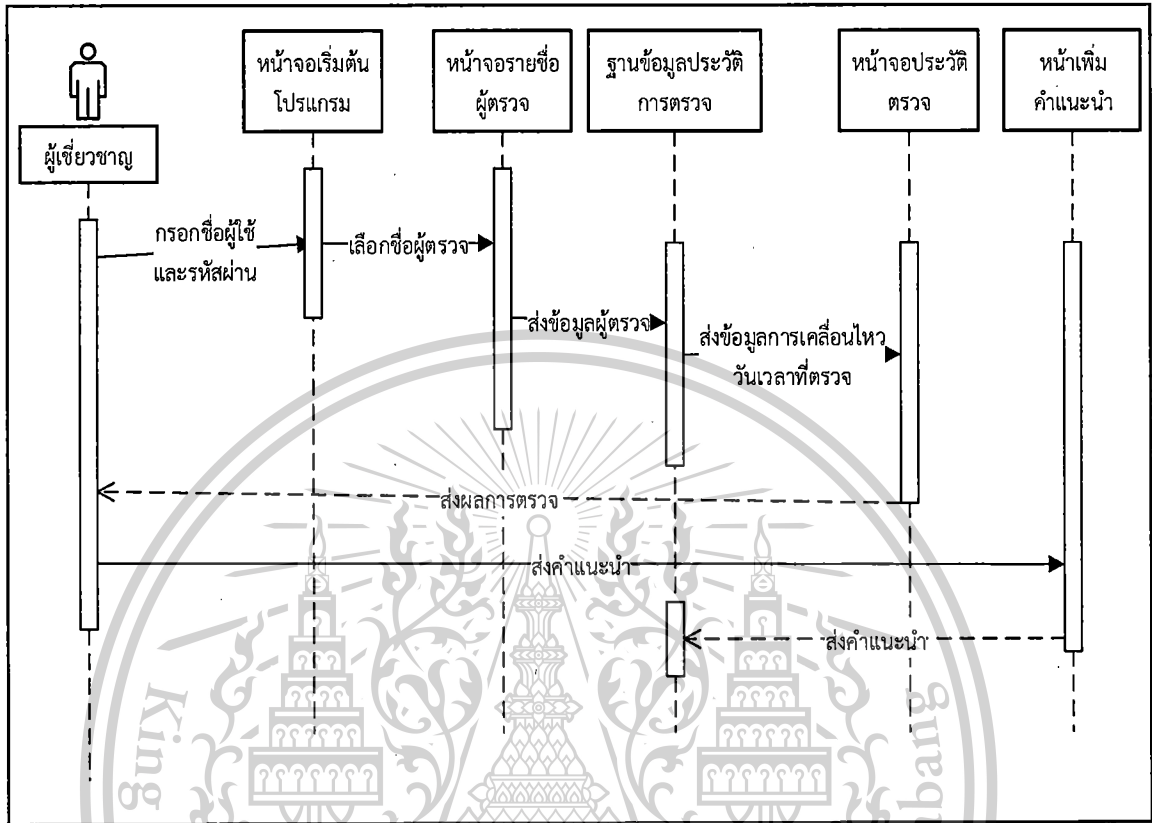 หน้าจอเริ่มต้น
โปรแกรม
หน้าจอรายชื่อ
ผู้ตรวจ
ฐานข้อมูลประวัติ
การตรวจ
หน้าจอประวัติ
ตรวจ
หน้าเพิ่ม
คำแนะนำ
ผู้เชี่ยวชาญ
กรอกชื่อผู้ใช้
และรหัสผ่าน
เลือกชื่อผู้ตรวจ
ส่งข้อมูลผู้ตรวจ
ส่งข้อมูลการเคลื่อนไหว
วันเวลาที่ตรวจ
ส่งผลการตรวจ
ส่งคำแนะนำ
ส่งคำแนะนำ
King
bang